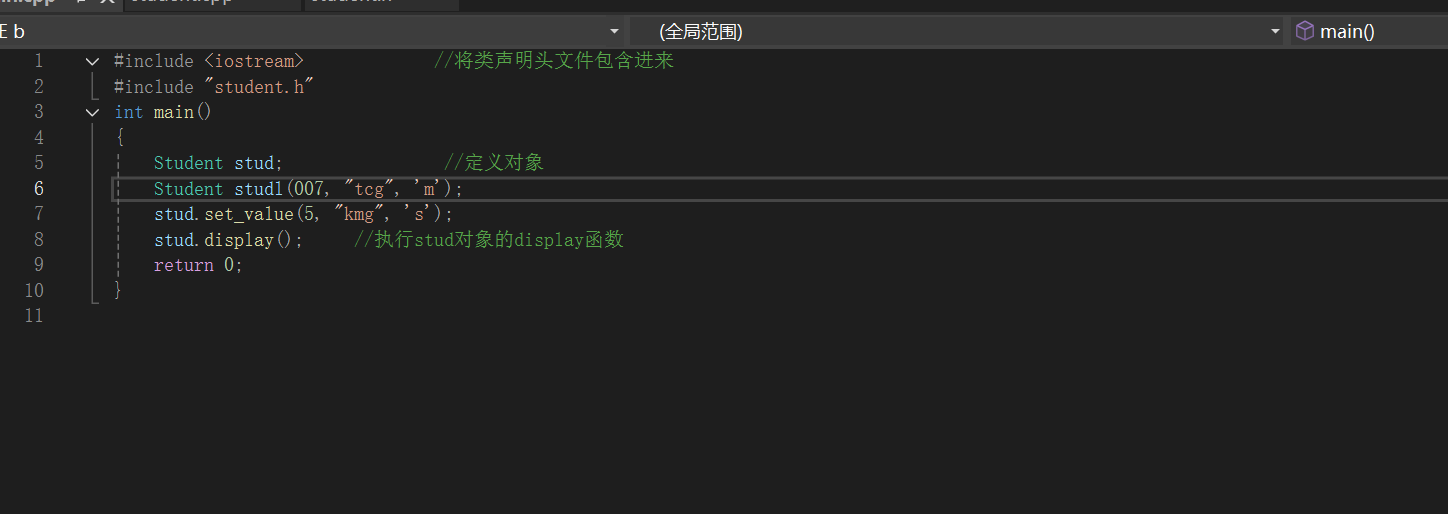 E b (全局范围) main()
1 #include <iostream> //将类声明头文件包含进来
2 #include "student.h"
3 int main()
4 {
5 Student stud; //定义对象
6 Student stud1(007, "tcg", 'm');
7 stud.set_value(5, "kmg", 's');
8 stud.display(); //执行stud对象的display函数
9 return 0;
10 }
11